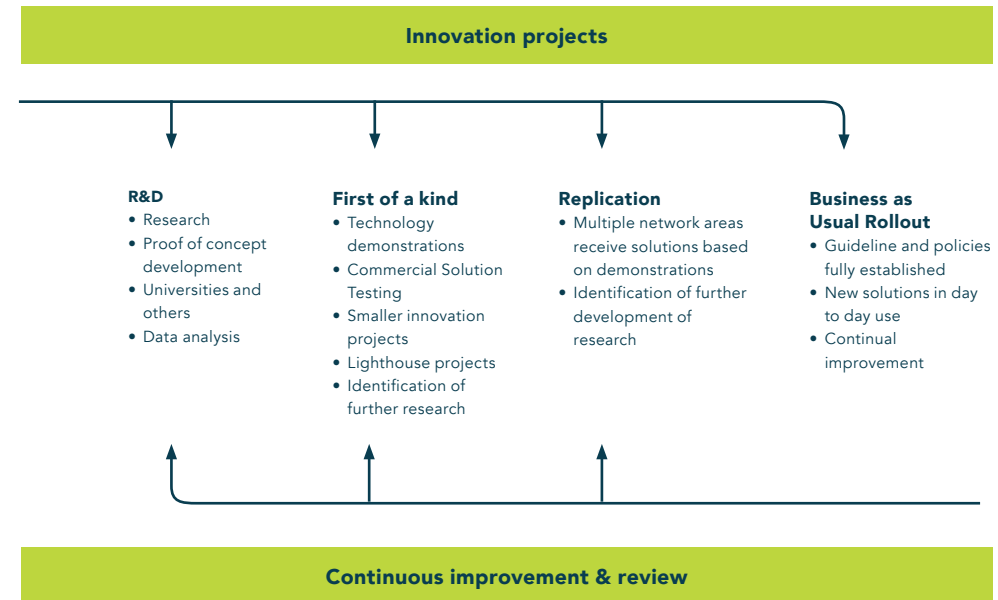 Innovation projects
R&D
• Research
• Proof of concept
development
• Universities and
others
• Data analysis
First of a kind
• Technology
demonstrations
• Commercial Solution
Testing
• Smaller innovation
projects
• Lighthouse projects
• Identification of
further research
Replication
• Multiple network areas
receive solutions based
on demonstrations
• Identification of further
development of
research
Business as
Usual Rollout
• Guideline and policies
fully established
• New solutions in day
to day use
• Continual
improvement
Continuous improvement & review